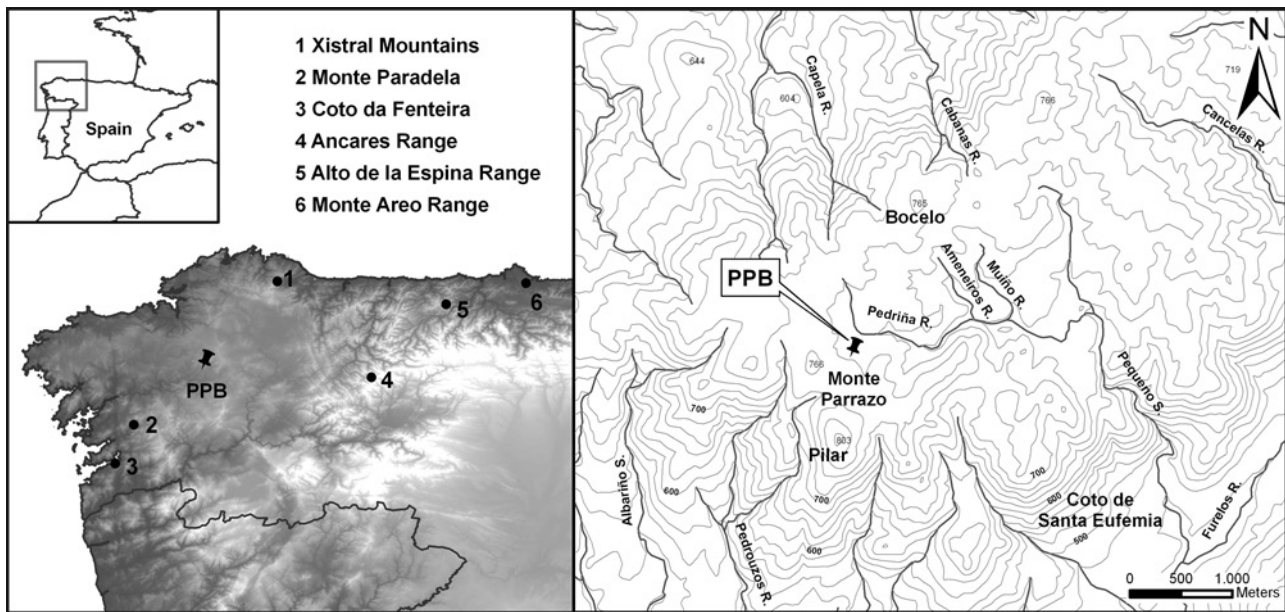 Spain
1 Xistral Mountains
2 Monte Paradela
3 Coto da Fenteira
4 Ancares Range
5 Alto de la Espina Range
6 Monte Areo Range
1
6
5
PPB
4
2
3
N
644
Capela R.
604
Cabanas R.
766
719
Cancelas R.
765
Bocelo
Ameneiros R.
Muiño R.
PPB
Pedriña R.
766
Monte
Parrazo
Pequeño S.
700
803
Pilar
700
600
Albariño S.
700
600
Pedrouzos R.
600
500
Coto de
Santa Eufemia
Furelos R.
0 500 1.000
Meters